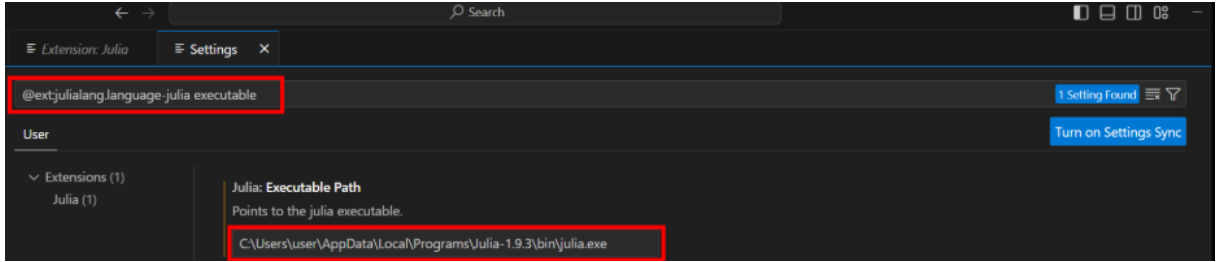 Search
Extension: Julia
Settings
@ext:julialang.language-julia executable
1 Setting Found
User
Turn on Settings Sync
Extensions (1)
Julia (1)
Julia: Executable Path
Points to the julia executable.
C:\Users\user\AppData\Local\Programs\Julia-1.9.3\bin\julia.exe